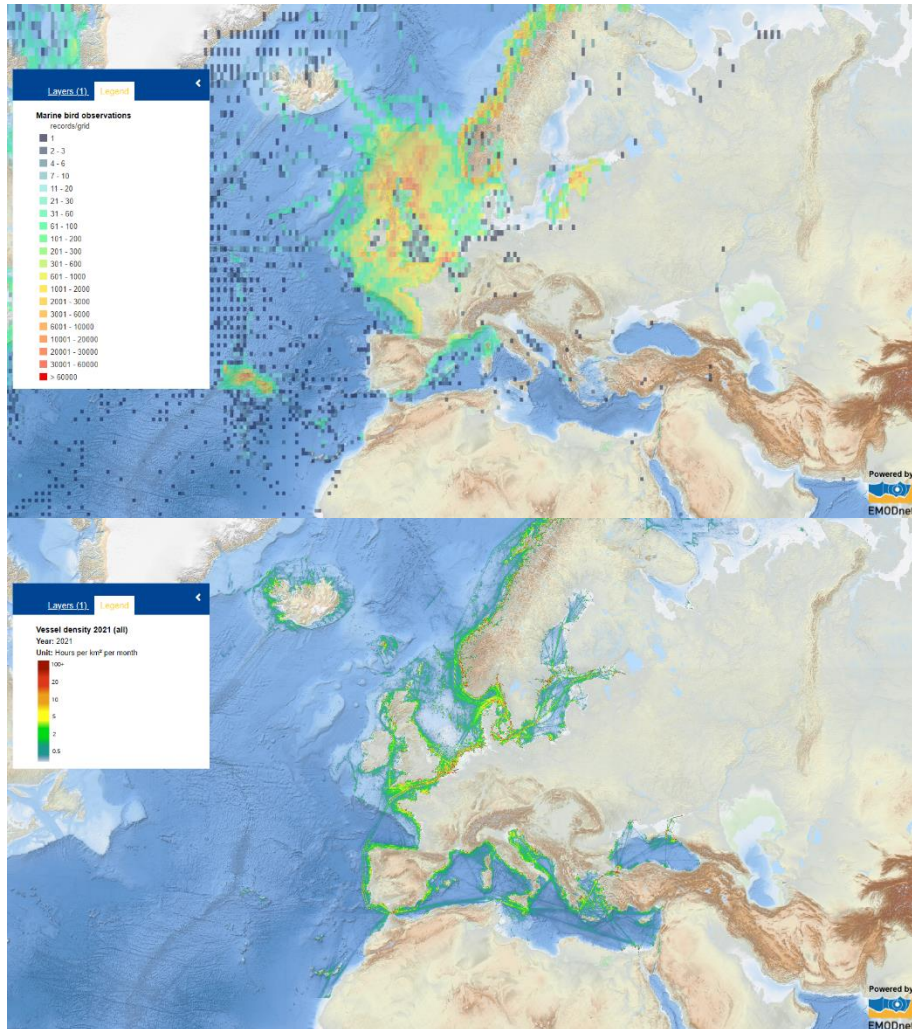 Layers (1)
Legend
Marine bird observations
records/grid
1
2 - 3
4 - 6
7 - 10
11 - 20
21 - 30
31 - 60
61 - 100
101 - 200
201 - 300
301 - 600
601 - 1000
1001 - 2000
2001 - 3000
3001 - 6000
6001 - 10000
10001 - 20000
20001 - 30000
30001 - 60000
> 60000
Powered by
EMODnet
Layers (1)
Legend
Vessel density 2021 (all)
Year: 2021
Unit: Hours per km² per month
100+
20
10
5
2
0.5
Powered by
EMODnet